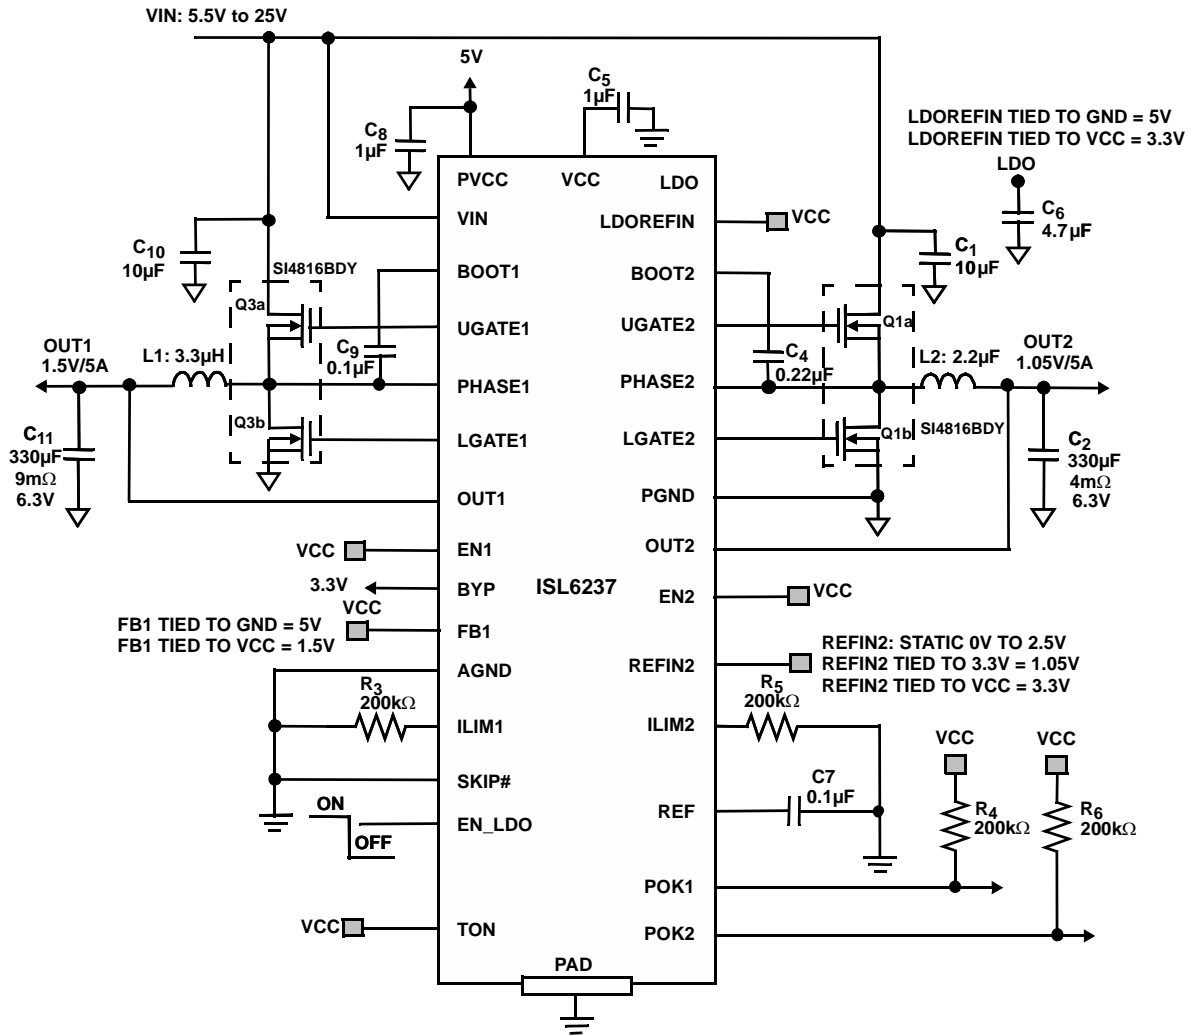 VIN: 5.5V to 25V
5V
C5
1µF
C8
1µF
LDOREFIN TIED TO GND = 5V
LDOREFIN TIED TO VCC = 3.3V
LDO
C6
4.7µF
PVCC
VCC
LDO
VIN
LDOREFIN
VCC
C10
10µF
SI4816BDY
BOOT1
BOOT2
C1
10µF
Q3a
Q1a
UGATE1
UGATE2
OUT1
1.5V/5A
L1: 3.3µH
C9
0.1µF
C4
0.22µF
L2: 2.2µF
OUT2
1.05V/5A
PHASE1
PHASE2
Q3b
Q1b
SI4816BDY
LGATE1
LGATE2
C11
330µF
9mΩ
6.3V
C2
330µF
4mΩ
6.3V
OUT1
PGND
VCC
EN1
OUT2
3.3V
BYP
ISL6237
EN2
VCC
VCC
FB1 TIED TO GND = 5V
FB1 TIED TO VCC = 1.5V
FB1
REFIN2: STATIC 0V TO 2.5V
REFIN2 TIED TO 3.3V = 1.05V
REFIN2 TIED TO VCC = 3.3V
AGND
REFIN2
R3
200kΩ
R5
200kΩ
ILIM1
ILIM2
VCC
VCC
SKIP#
C7
0.1µF
ON
OFF
EN_LDO
REF
R4
200kΩ
R6
200kΩ
POK1
VCC
TON
POK2
PAD